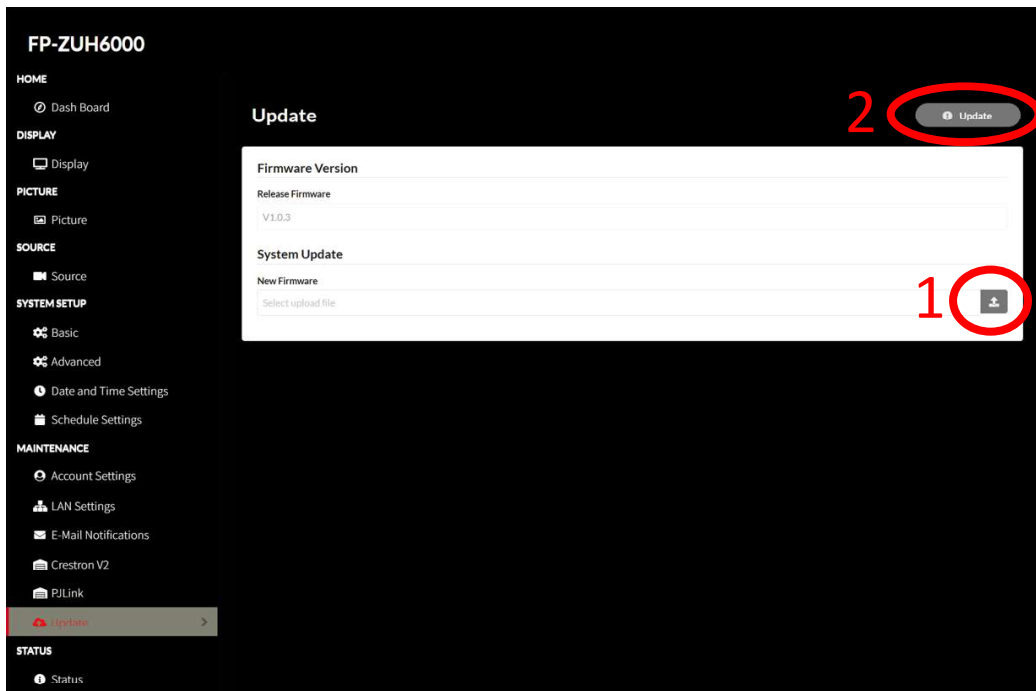 FP-ZUH6000
HOME
Dash Board
DISPLAY
Display
PICTURE
Picture
SOURCE
Source
SYSTEM SETUP
Basic
Advanced
Date and Time Settings
Schedule Settings
MAINTENANCE
Account Settings
LAN Settings
E-Mail Notifications
Crestron V2
PJLink
Update
STATUS
Status
Update
2
Update
Firmware Version
Release Firmware
V1.0.3
System Update
New Firmware
Select upload file
1